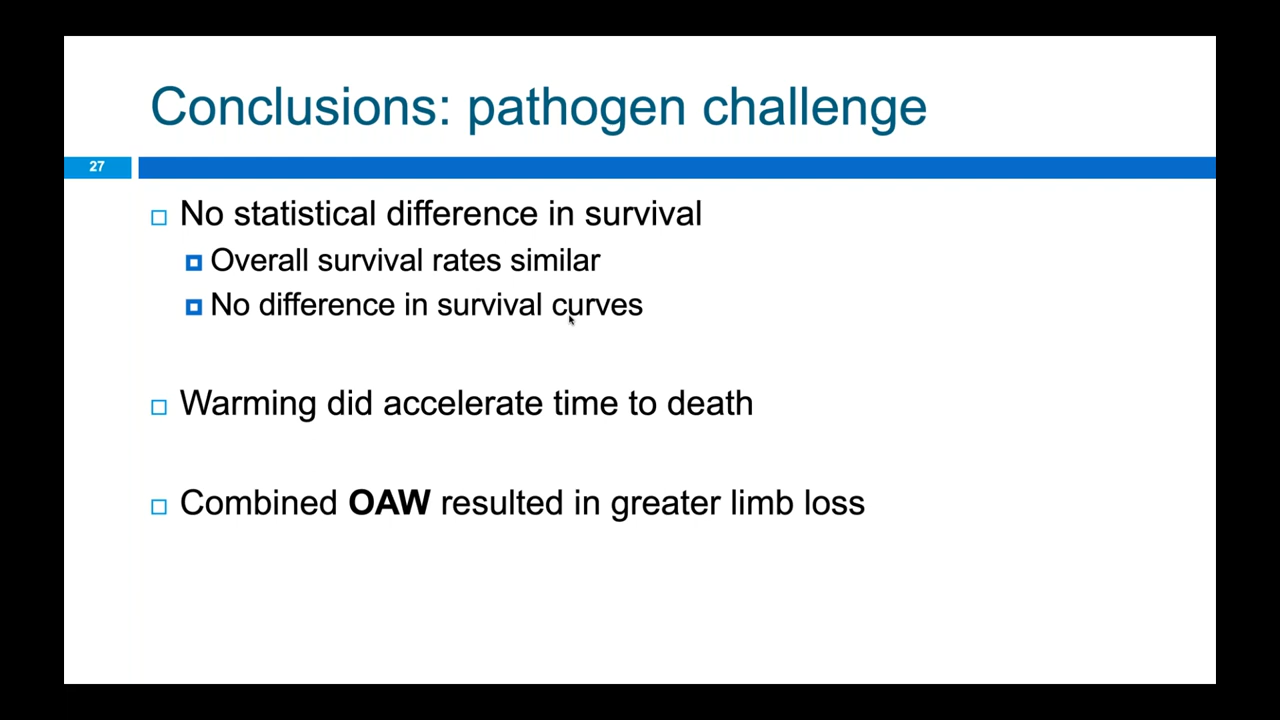 Conclusions: pathogen challenge
27
No statistical difference in survival
Overall survival rates similar
No difference in survival curves
Warming did accelerate time to death
Combined OAW resulted in greater limb loss